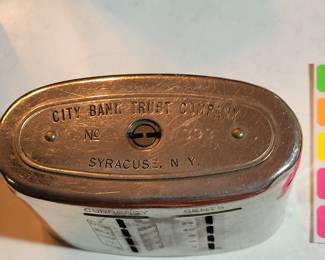 CITY BANK TRUST COMPANY
No
SYRACUSE, N. Y.
CURRENCY CENTS